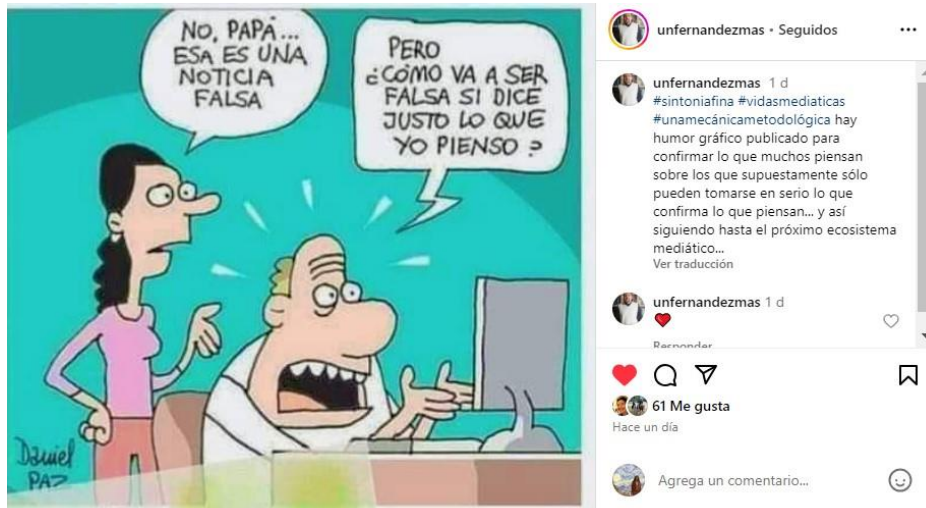 NO, PAPÁ...
ESA ES UNA
NOTICIA
FALSA
PERO
¿CÓMO VA A SER
FALSA SI DICE
JUSTO LO QUE
YO PIENSO?
Daniel
PAZ
unfernandezmas • Seguidos
unfernandezmas 1 d
#sintoniafina #vidasmediaticas
#unamecánicametodológica hay
humor gráfico publicado para
confirmar lo que muchos piensan
sobre los que supuestamente sólo
pueden tomarse en serio lo que
confirma lo que piensan... y así
siguiendo hasta el próximo ecosistema
mediático...
Ver traducción
unfernandezmas 1 d
❤️
Responder
61 Me gusta
Hace un día
Agrega un comentario...